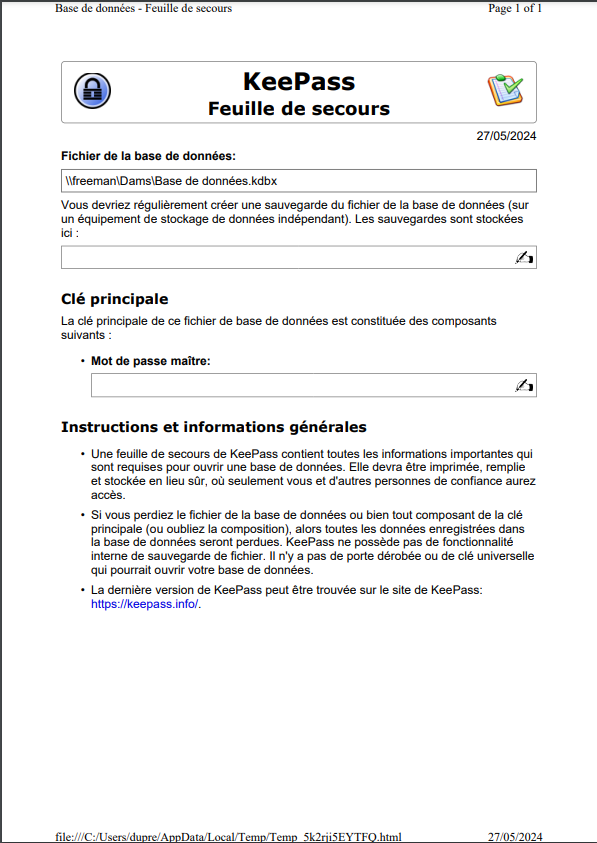 Base de données - Feuille de secours
Page 1 of 1
KeePass
Feuille de secours
27/05/2024
Fichier de la base de données:
\\freeman\Dams\Base de données.kdbx
Vous devriez régulièrement créer une sauvegarde du fichier de la base de données (sur
un équipement de stockage de données indépendant). Les sauvegardes sont stockées
ici :
Clé principale
La clé principale de ce fichier de base de données est constituée des composants
suivants :
• Mot de passe maître:
Instructions et informations générales
• Une feuille de secours de KeePass contient toutes les informations importantes qui
sont requises pour ouvrir une base de données. Elle devra être imprimée, remplie
et stockée en lieu sûr, où seulement vous et d'autres personnes de confiance aurez
accès.
• Si vous perdiez le fichier de la base de données ou bien tout composant de la clé
principale (ou oubliez la composition), alors toutes les données enregistrées dans
la base de données seront perdues. KeePass ne possède pas de fonctionnalité
interne de sauvegarde de fichier. Il n'y a pas de porte dérobée ou de clé universelle
qui pourrait ouvrir votre base de données.
• La dernière version de KeePass peut être trouvée sur le site de KeePass:
https://keepass.info/.
file:///C:/Users/dupre/AppData/Local/Temp/Temp_5k2rji5EYTFQ.html
27/05/2024